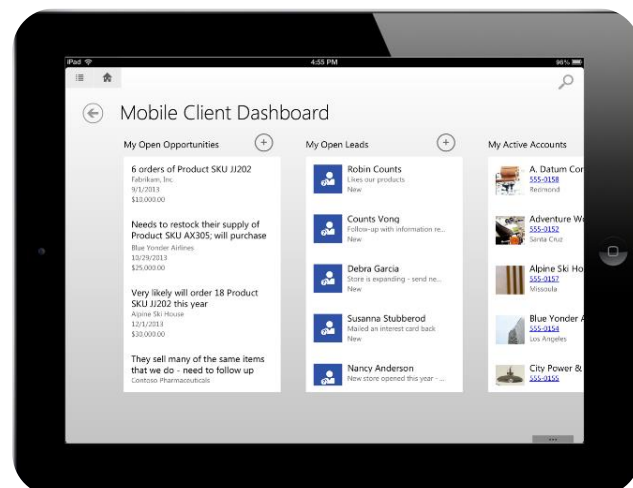 iPad
4:55 PM
96%
Mobile Client Dashboard
My Open Opportunities
6 orders of Product SKU JJ202
Fabrikam, Inc.
9/1/2013
$10,000.00
Needs to restock their supply of
Product SKU AX305; will purchase
Blue Yonder Airlines
10/29/2013
$25,000.00
Very likely will order 18 Product
SKU JJ202 this year
Alpine Ski House
12/1/2013
$30,000.00
They sell many of the same items
that we do - need to follow up
Contoso Pharmaceuticals
My Open Leads
Robin Counts
Likes our products
New
Counts Vong
Follow-up with information re...
New
Debra Garcia
Store is expanding - send ne...
New
Susanna Stubberod
Mailed an interest card back
New
Nancy Anderson
New store opened this year - ...
My Active Accounts
A. Datum Cor
555-0158
Redmond
Adventure Wo
555-0152
Santa Cruz
Alpine Ski Ho
555-0157
Missoula
Blue Yonder A
555-0154
Los Angeles
City Power &
555-0155